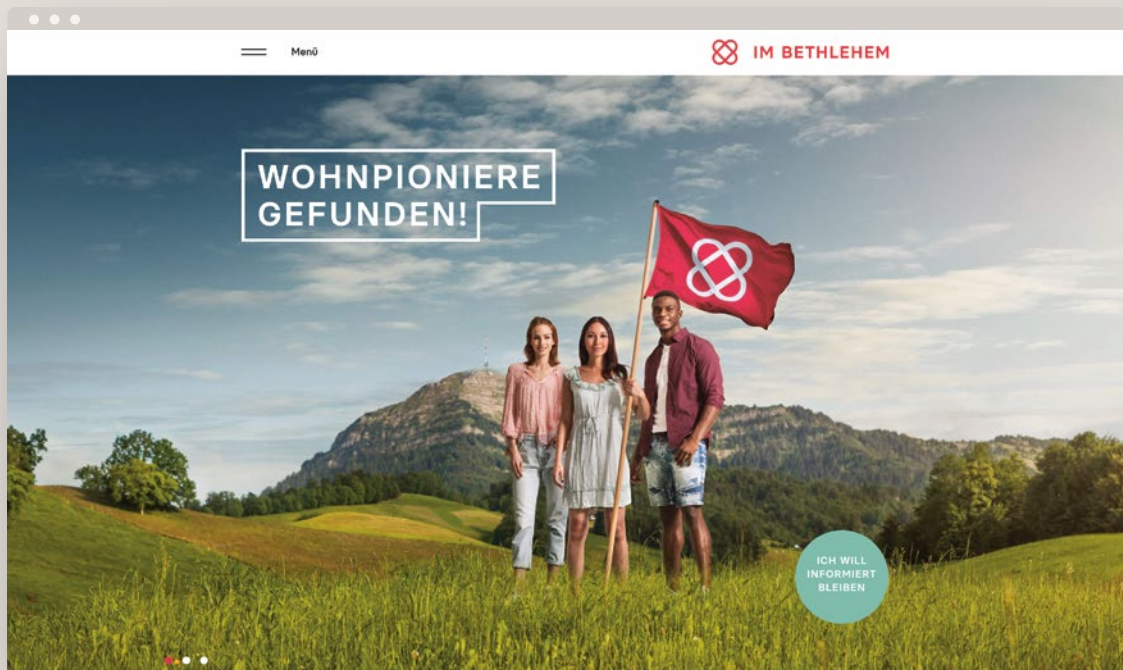 Menü
IM BETHLEHEM
WOHNPIONIERE
GEFUNDEN!
ICH WILL
INFORMIERT
BLEIBEN